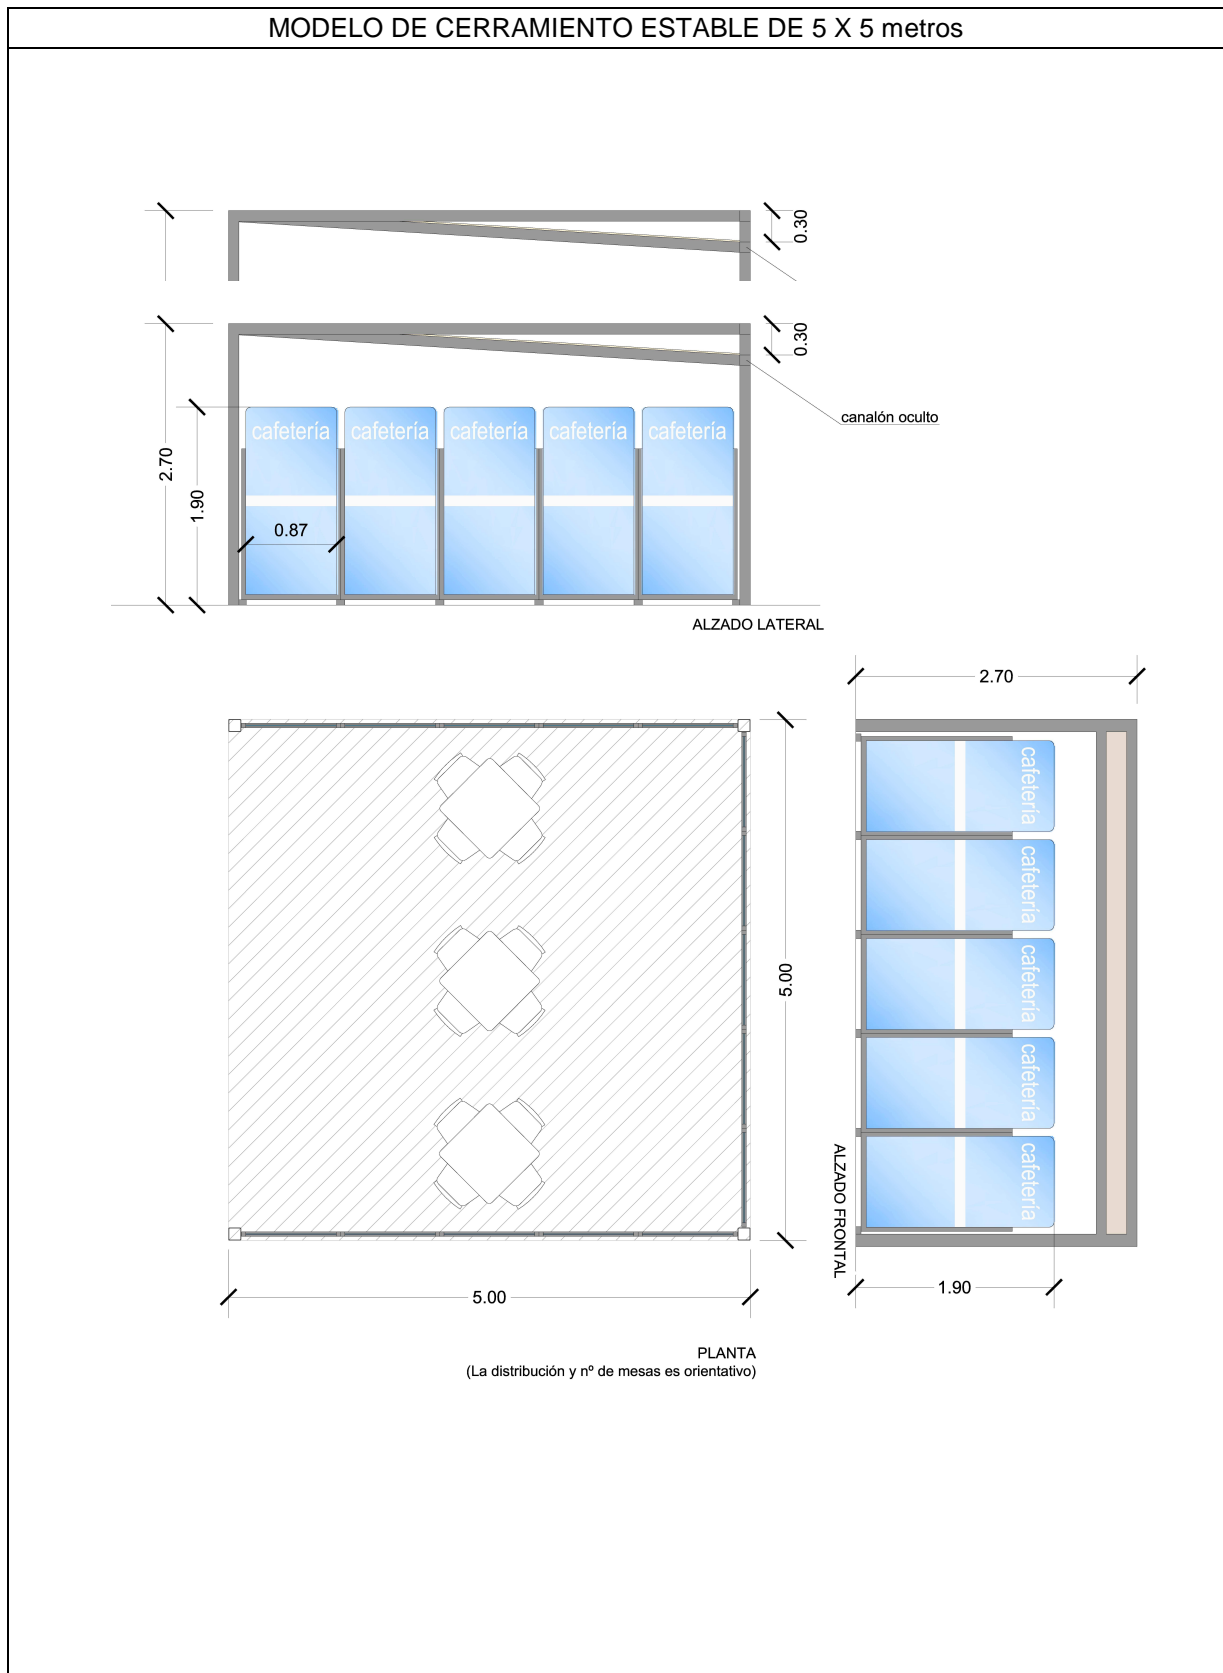 MODELO DE CERRAMIENTO ESTABLE DE 5 X 5 metros
0.30
0.30
canalón oculto
cafetería cafetería cafetería cafetería cafetería
2.70
1.90
0.87
ALZADO LATERAL
2.70
cafetería
cafetería
cafetería
cafetería
cafetería
5.00
ALZADO FRONTAL
1.90
5.00
PLANTA
(La distribución y nº de mesas es orientativo)